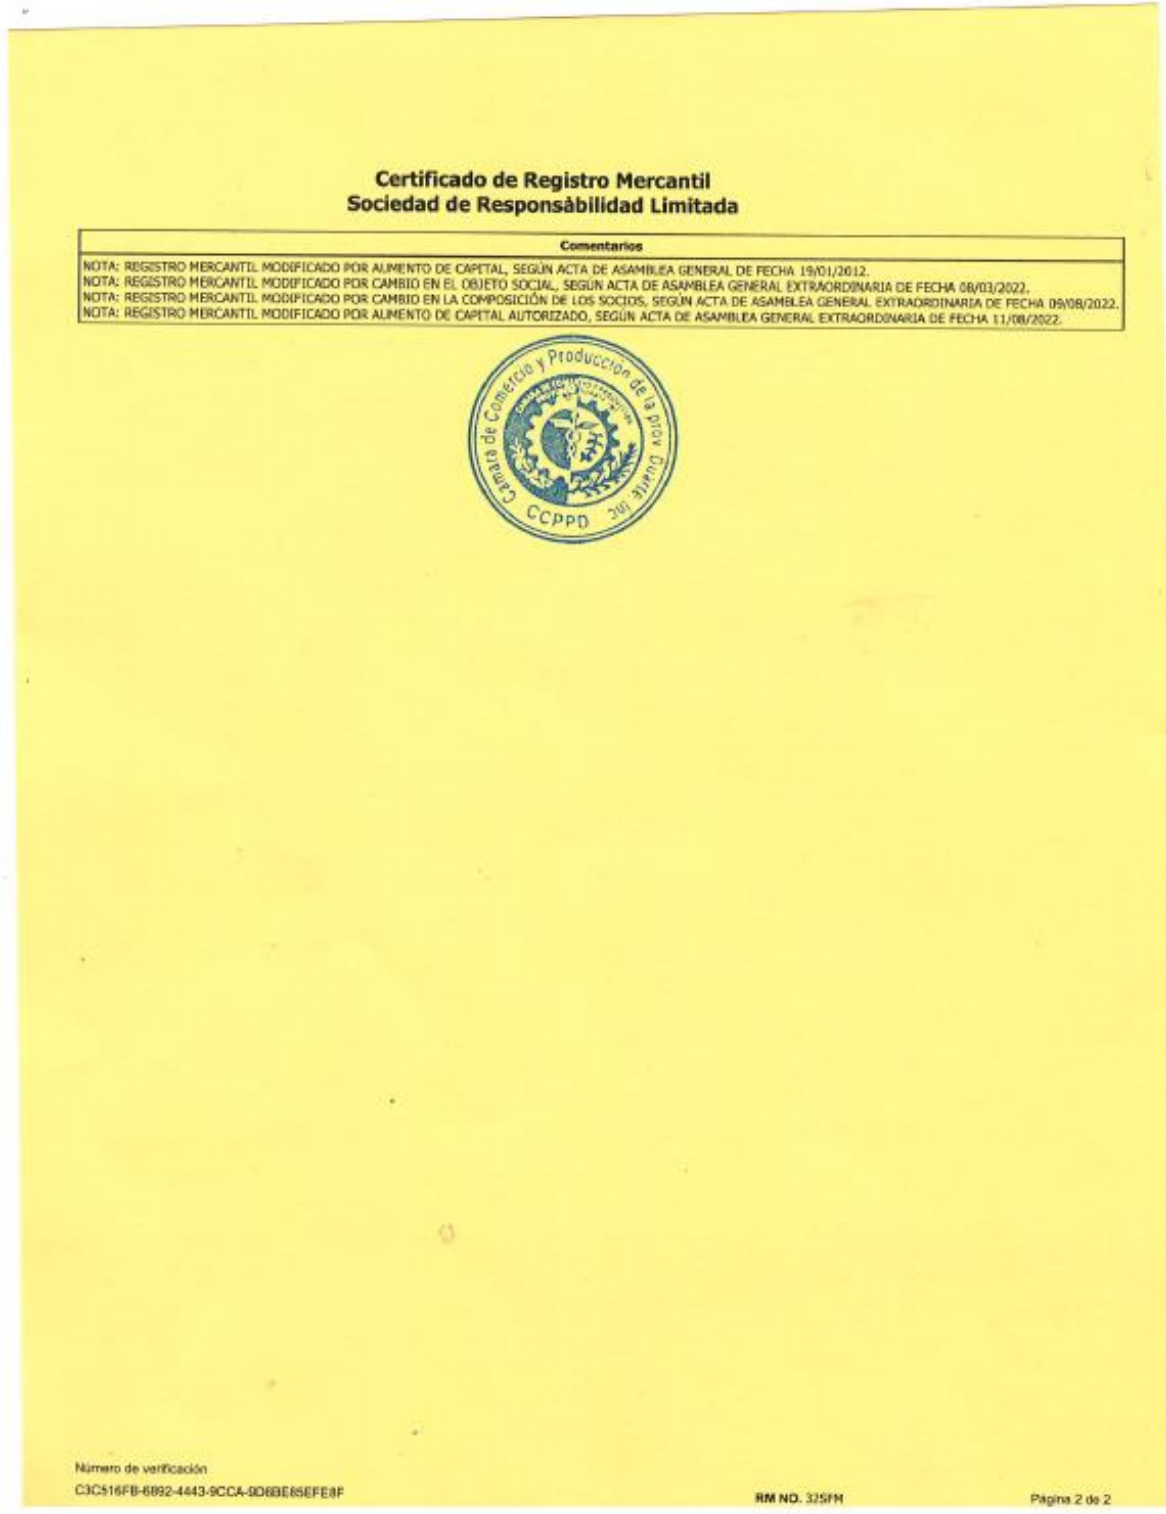 Certificado de Registro Mercantil
Sociedad de Responsabilidad Limitada
Comentarios
NOTA: REGISTRO MERCANTIL MODIFICADO POR AUMENTO DE CAPITAL, SEGÚN ACTA DE ASAMBLEA GENERAL DE FECHA 19/01/2012.
NOTA: REGISTRO MERCANTIL MODIFICADO POR CAMBIO EN EL OBJETO SOCIAL, SEGÚN ACTA DE ASAMBLEA GENERAL EXTRAORDINARIA DE FECHA 08/03/2022.
NOTA: REGISTRO MERCANTIL MODIFICADO POR CAMBIO EN LA COMPOSICIÓN DE LOS SOCIOS, SEGÚN ACTA DE ASAMBLEA GENERAL EXTRAORDINARIA DE FECHA 09/08/2022.
NOTA: REGISTRO MERCANTIL MODIFICADO POR AUMENTO DE CAPITAL AUTORIZADO, SEGÚN ACTA DE ASAMBLEA GENERAL EXTRAORDINARIA DE FECHA 11/08/2022.
Cámara de Comercio y Producción de la prov. Duarte Inc
CCPPD
Número de verificación
C3C516FB-6892-4443-9CCA-9D6BE85EFE8F
RM NO. 325FM
Página 2 de 2